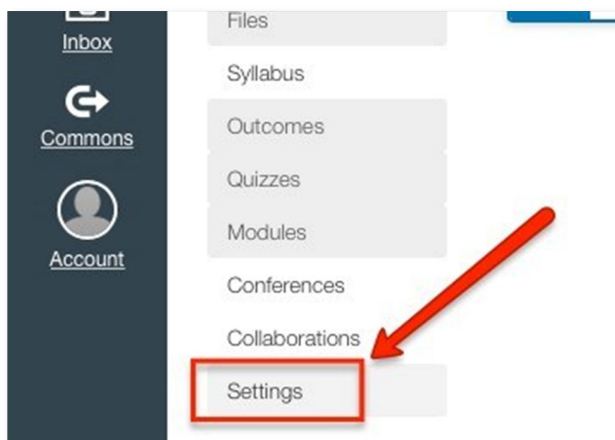 Inbox
Commons
Account
Files
Syllabus
Outcomes
Quizzes
Modules
Conferences
Collaborations
Settings